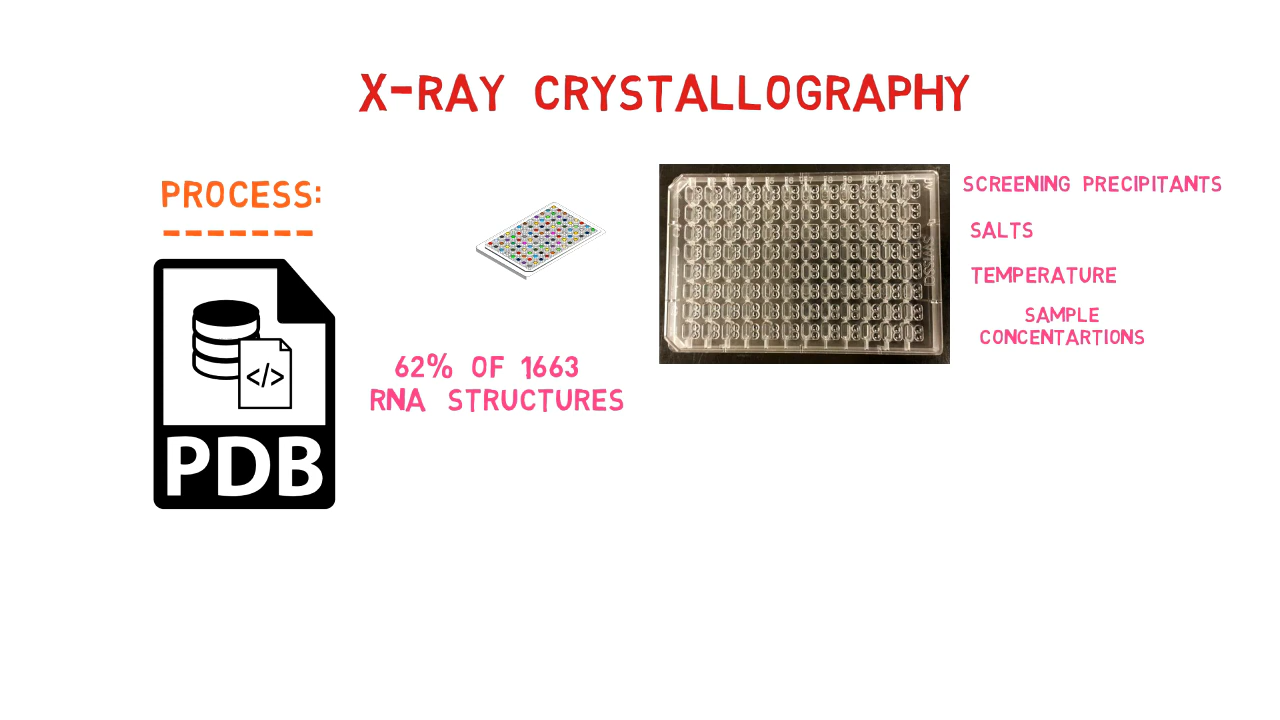 X-RAY CRYSTALLOGRAPHY
PROCESS:
-------
</>
PDB
62% OF 1663
RNA STRUCTURES
SCREENING PRECIPITANTS
SALTS
TEMPERATURE
SAMPLE
CONCENTARTIONS